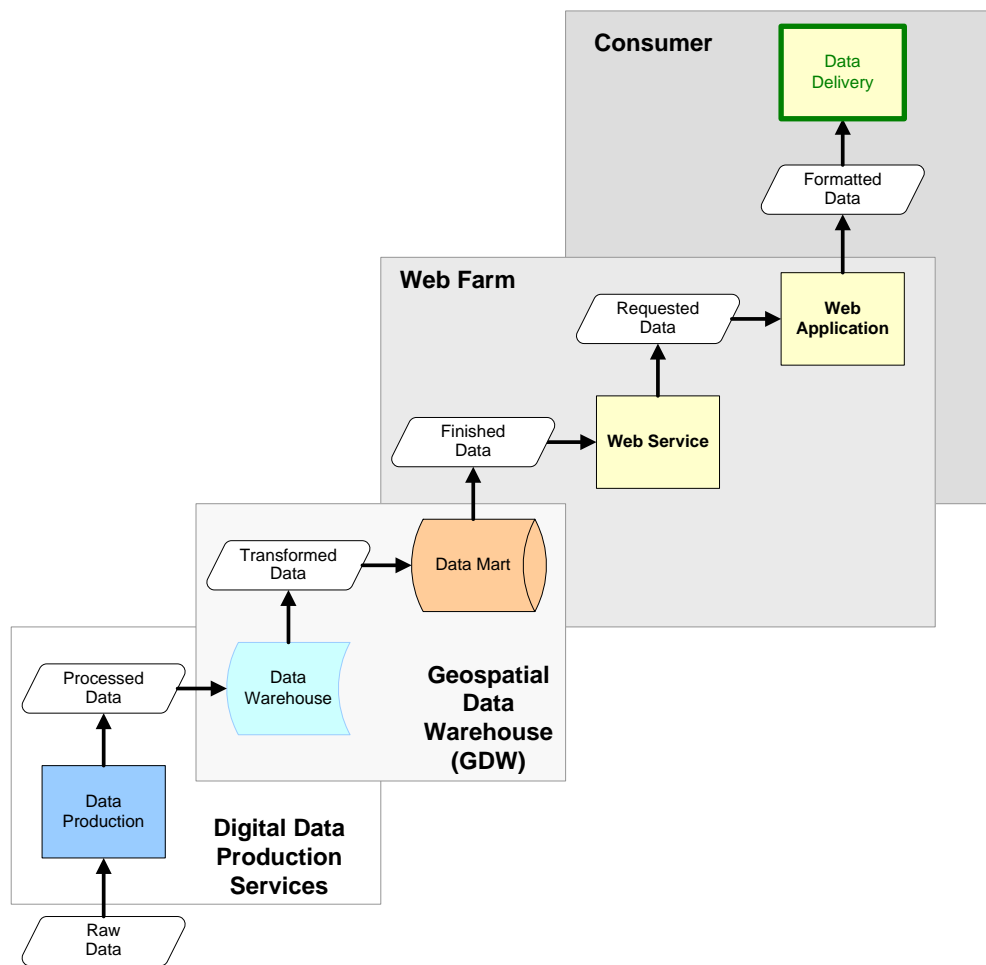 Consumer
Data
Delivery
Formatted
Data
Web Farm
Requested
Data
Web
Application
Finished
Data
Web Service
Transformed
Data
Data Mart
Processed
Data
Data
Warehouse
Geospatial
Data
Warehouse
(GDW)
Data
Production
Digital Data
Production
Services
Raw
Data